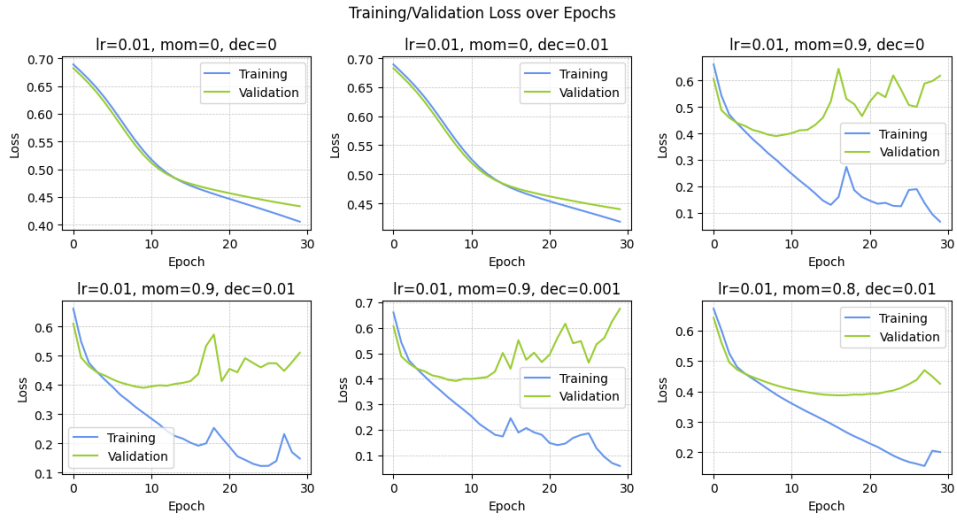 Training/Validation Loss over Epochs
lr=0.01, mom=0, dec=0
0.70
0.65
0.60
0.55
0.50
0.45
0.40
Loss
Training
Validation
0 10 20 30
Epoch
lr=0.01, mom=0, dec=0.01
0.70
0.65
0.60
0.55
0.50
0.45
Loss
Training
Validation
0 10 20 30
Epoch
lr=0.01, mom=0.9, dec=0
0.6
0.5
0.4
0.3
0.2
0.1
Loss
Training
Validation
0 10 20 30
Epoch
lr=0.01, mom=0.9, dec=0.01
0.6
0.5
0.4
0.3
0.2
0.1
Loss
Training
Validation
0 10 20 30
Epoch
lr=0.01, mom=0.9, dec=0.001
0.7
0.6
0.5
0.4
0.3
0.2
0.1
Loss
Training
Validation
0 10 20 30
Epoch
lr=0.01, mom=0.8, dec=0.01
0.6
0.5
0.4
0.3
0.2
Loss
Training
Validation
0 10 20 30
Epoch